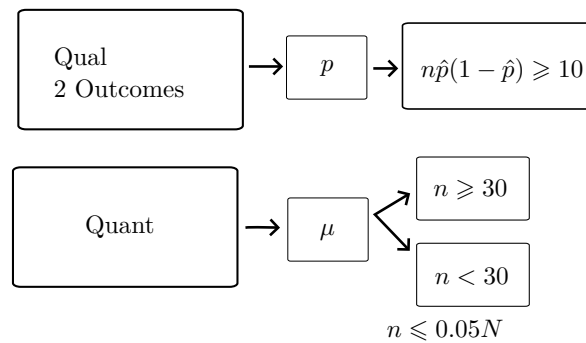 Qual
2 Outcomes
p
np̂(1 − p̂) ⩾ 10
Quant
μ
n ⩾ 30
n < 30
n ⩽ 0.05N